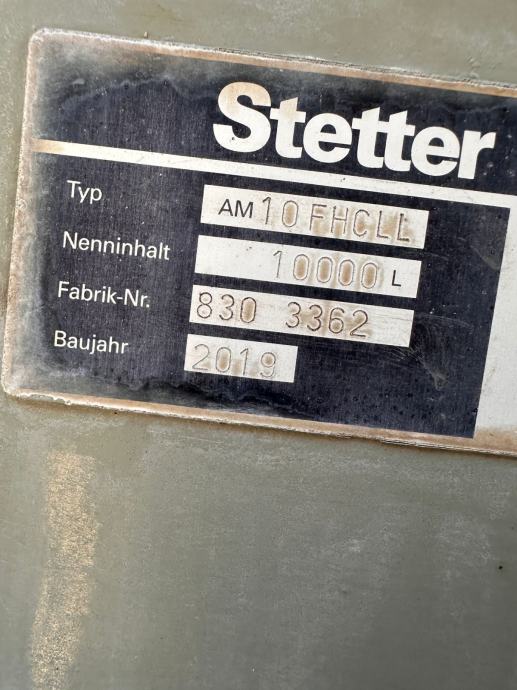 Stetter
Typ AM 10 FHCLL
Nenninhalt 10000 L
Fabrik-Nr. 830 3362
Baujahr 2019